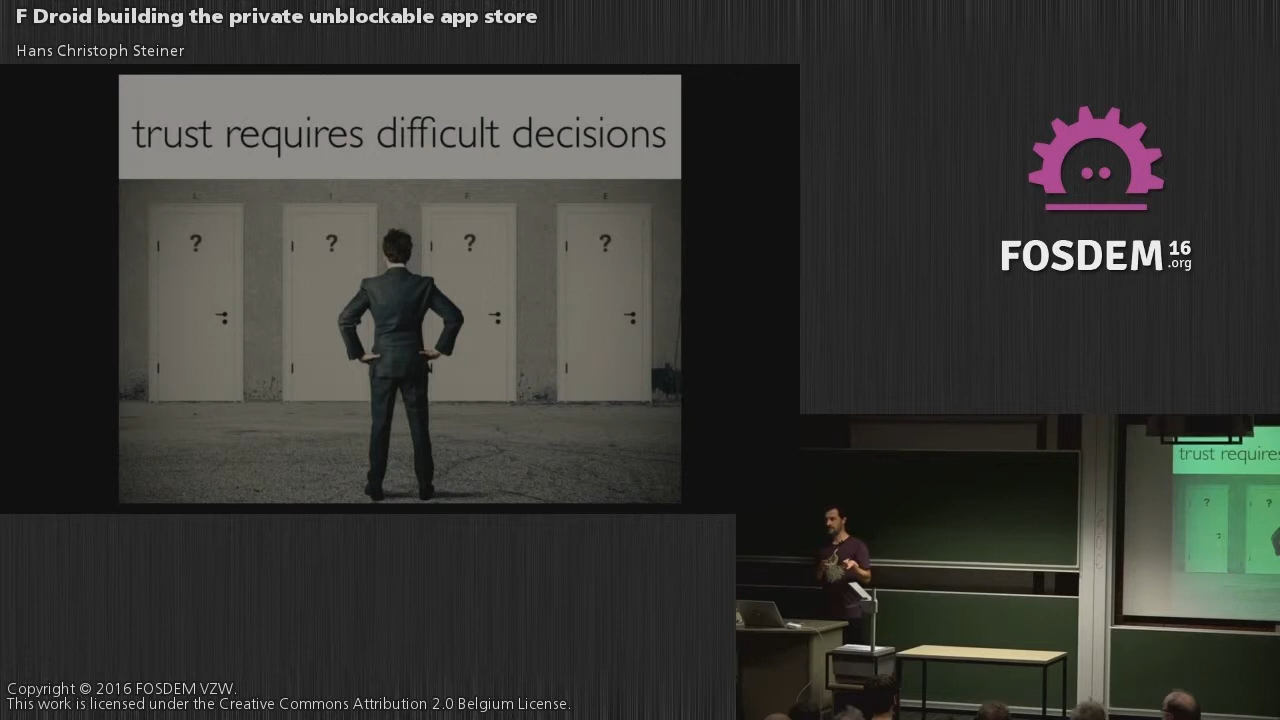 F Droid building the private unblockable app store
Hans Christoph Steiner
trust requires difficult decisions
?
?
?
?
FOSDEM 16
.org
trust requires
?
?
Copyright © 2016 FOSDEM VZW.
This work is licensed under the Creative Commons Attribution 2.0 Belgium License.